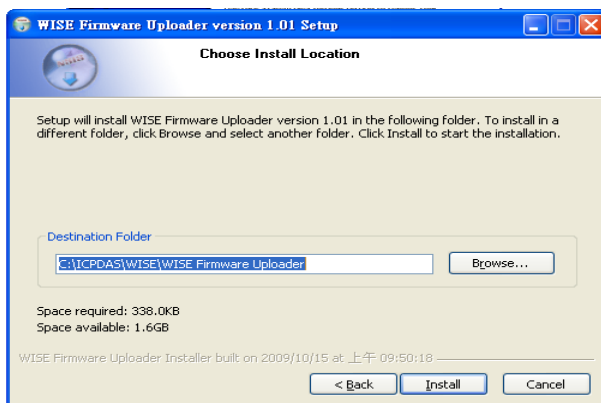 WISE Firmware Uploader version 1.01 Setup
Choose Install Location
Setup will install WISE Firmware Uploader version 1.01 in the following folder. To install in a
different folder, click Browse and select another folder. Click Install to start the installation.
Destination Folder
C:\ICPDAS\WISE\WISE Firmware Uploader
Browse...
Space required: 338.0KB
Space available: 1.6GB
WISE Firmware Uploader Installer built on 2009/10/15 at 上午 09:50:18
< Back
Install
Cancel